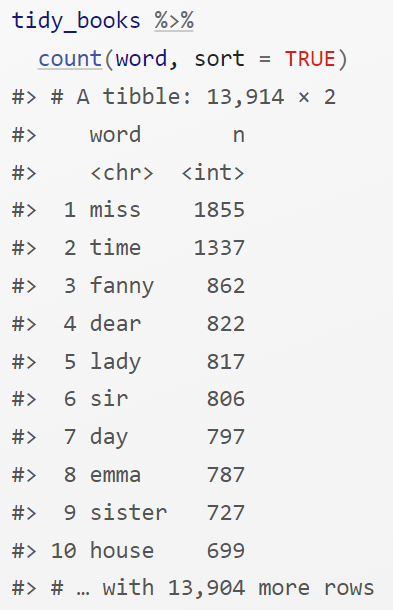 tidy_books %>%
  count(word, sort = TRUE)
#> # A tibble: 13,914 × 2
#>    word       n
#>    <chr>  <int>
#>  1 miss    1855
#>  2 time    1337
#>  3 fanny    862
#>  4 dear     822
#>  5 lady     817
#>  6 sir      806
#>  7 day      797
#>  8 emma     787
#>  9 sister   727
#> 10 house    699
#> # … with 13,904 more rows